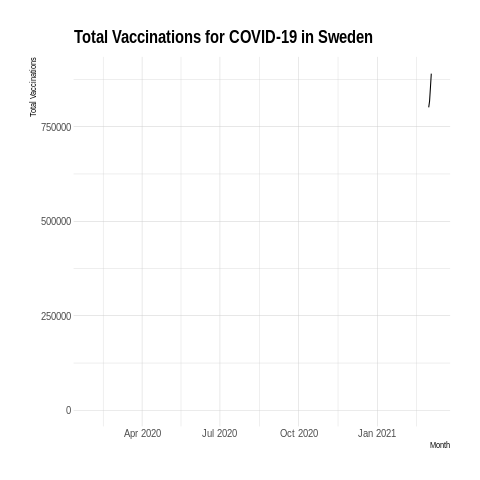 Total Vaccinations for COVID-19 in Sweden
Total Vaccinations
750000
500000
250000
0
Apr 2020
Jul 2020
Oct 2020
Jan 2021
Month